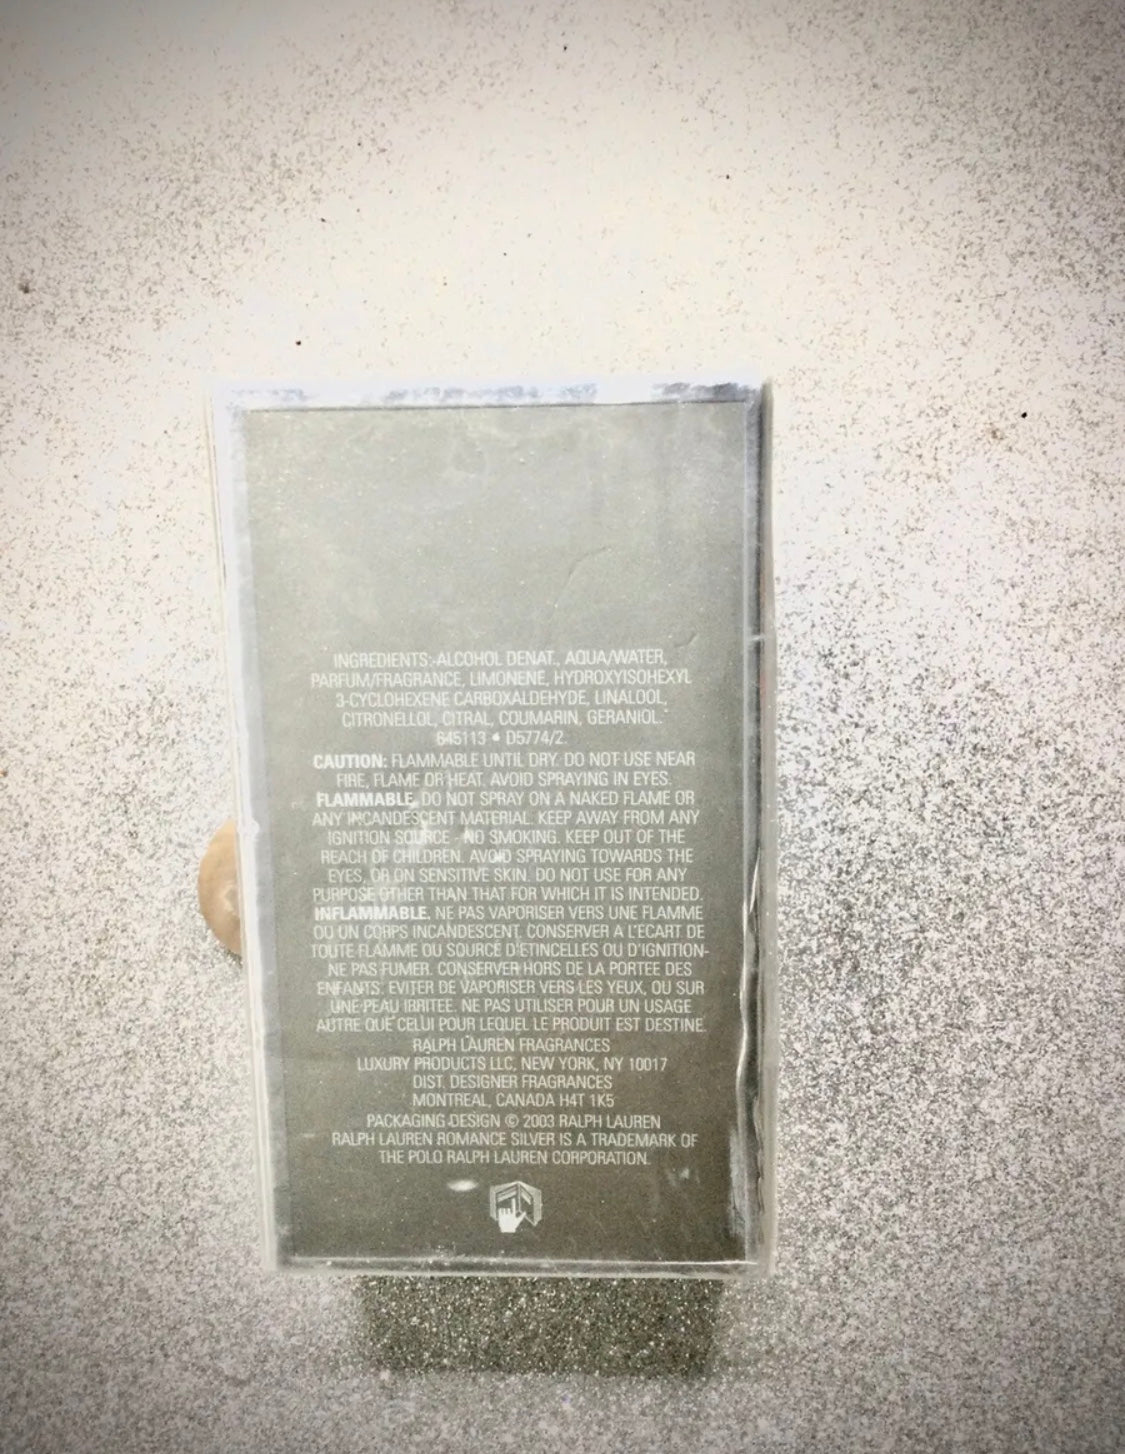 INGREDIENTS: ALCOHOL DENAT., AQUA/WATER,
PARFUM/FRAGRANCE, LIMONENE, HYDROXYISOHEXYL
3-CYCLOHEXENE CARBOXALDEHYDE, LINALOOL,
CITRONELLOL, CITRAL, COUMARIN, GERANIOL.
645113 • D5774/2.
CAUTION: FLAMMABLE UNTIL DRY. DO NOT USE NEAR
FIRE, FLAME OR HEAT. AVOID SPRAYING IN EYES.
FLAMMABLE. DO NOT SPRAY ON A NAKED FLAME OR
ANY INCANDESCENT MATERIAL. KEEP AWAY FROM ANY
IGNITION SOURCE - NO SMOKING. KEEP OUT OF THE
REACH OF CHILDREN. AVOID SPRAYING TOWARDS THE
EYES, OR ON SENSITIVE SKIN. DO NOT USE FOR ANY
PURPOSE OTHER THAN THAT FOR WHICH IT IS INTENDED.
INFLAMMABLE. NE PAS VAPORISER VERS UNE FLAMME
OU UN CORPS INCANDESCENT. CONSERVER A L'ECART DE
TOUTE FLAMME OU SOURCE D'ETINCELLES OU D'IGNITION-
NE PAS FUMER. CONSERVER HORS DE LA PORTEE DES
ENFANTS. EVITER DE VAPORISER VERS LES YEUX, OU SUR
UNE PEAU IRRITEE. NE PAS UTILISER POUR UN USAGE
AUTRE QUE CELUI POUR LEQUEL LE PRODUIT EST DESTINE.
RALPH LAUREN FRAGRANCES
LUXURY PRODUCTS LLC, NEW YORK, NY 10017
DIST. DESIGNER FRAGRANCES
MONTREAL, CANADA H4T 1K5
PACKAGING DESIGN © 2003 RALPH LAUREN
RALPH LAUREN ROMANCE SILVER IS A TRADEMARK OF
THE POLO RALPH LAUREN CORPORATION.